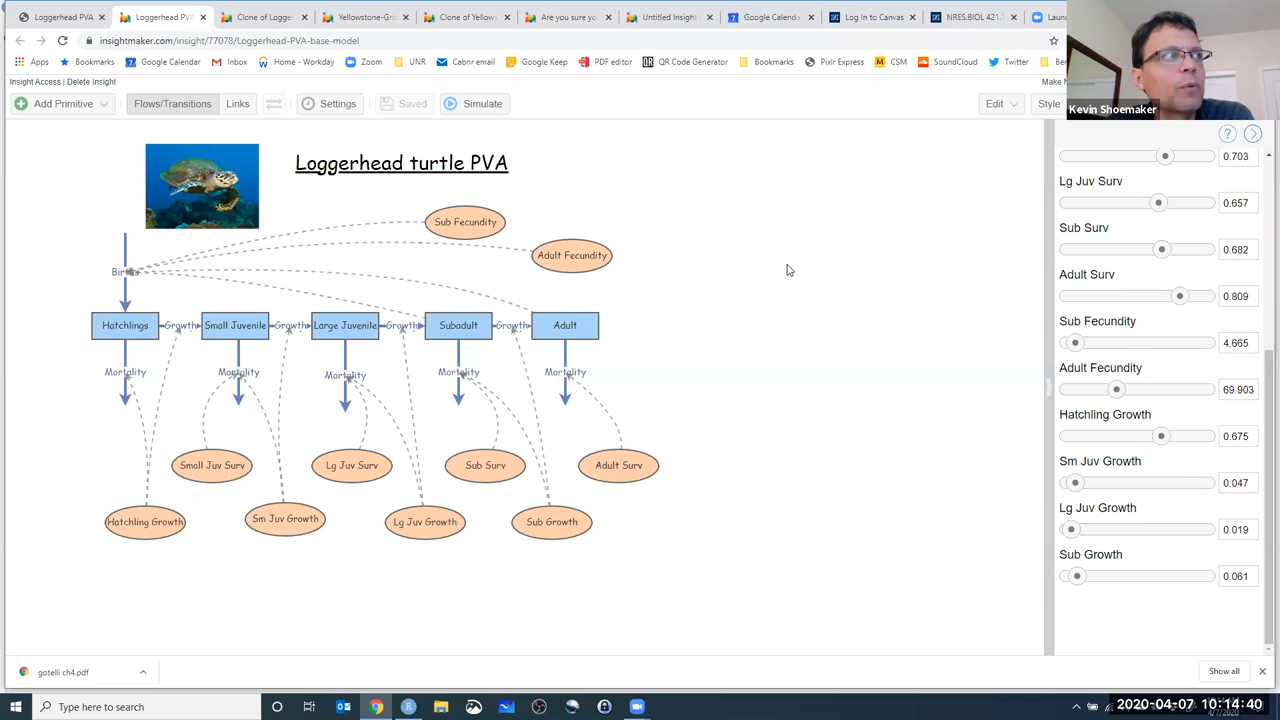 Loggerhead PVA
Loggerhead PVA
Clone of Logger
Yellowstone-Gr
Clone of Yellow
Are you sure yo
Untitled Insight
Google Calenda
Log In to Canvas
NRES.BIOL 421
Laun
insightmaker.com/insight/77078/Loggerhead-PVA-base-model
Apps
Bookmarks
Google Calendar
Inbox
Home - Workday
Zoom
UNR
Cabnr email
Google Keep
PDF editor
QR Code Generator
Bookmarks
Pixlr Express
CSM
SoundCloud
Twitter
Ber
Insight Access | Delete Insight
Make N
Add Primitive
Flows/Transitions
Links
Settings
Saved
Simulate
Edit
Style
Kevin Shoemaker
Loggerhead turtle PVA
Sub Fecundity
Adult Fecundity
Births
Hatchlings
Growth
Small Juvenile
Growth
Large Juvenile
Growth
Subadult
Growth
Adult
Mortality
Mortality
Mortality
Mortality
Mortality
Small Juv Surv
Lg Juv Surv
Sub Surv
Adult Surv
Hatchling Growth
Sm Juv Growth
Lg Juv Growth
Sub Growth
0.703
Lg Juv Surv
0.657
Sub Surv
0.682
Adult Surv
0.809
Sub Fecundity
4.665
Adult Fecundity
69.903
Hatchling Growth
0.675
Sm Juv Growth
0.047
Lg Juv Growth
0.019
Sub Growth
0.061
gotelli ch4.pdf
Show all
Type here to search
2020-04-07 10:14:40